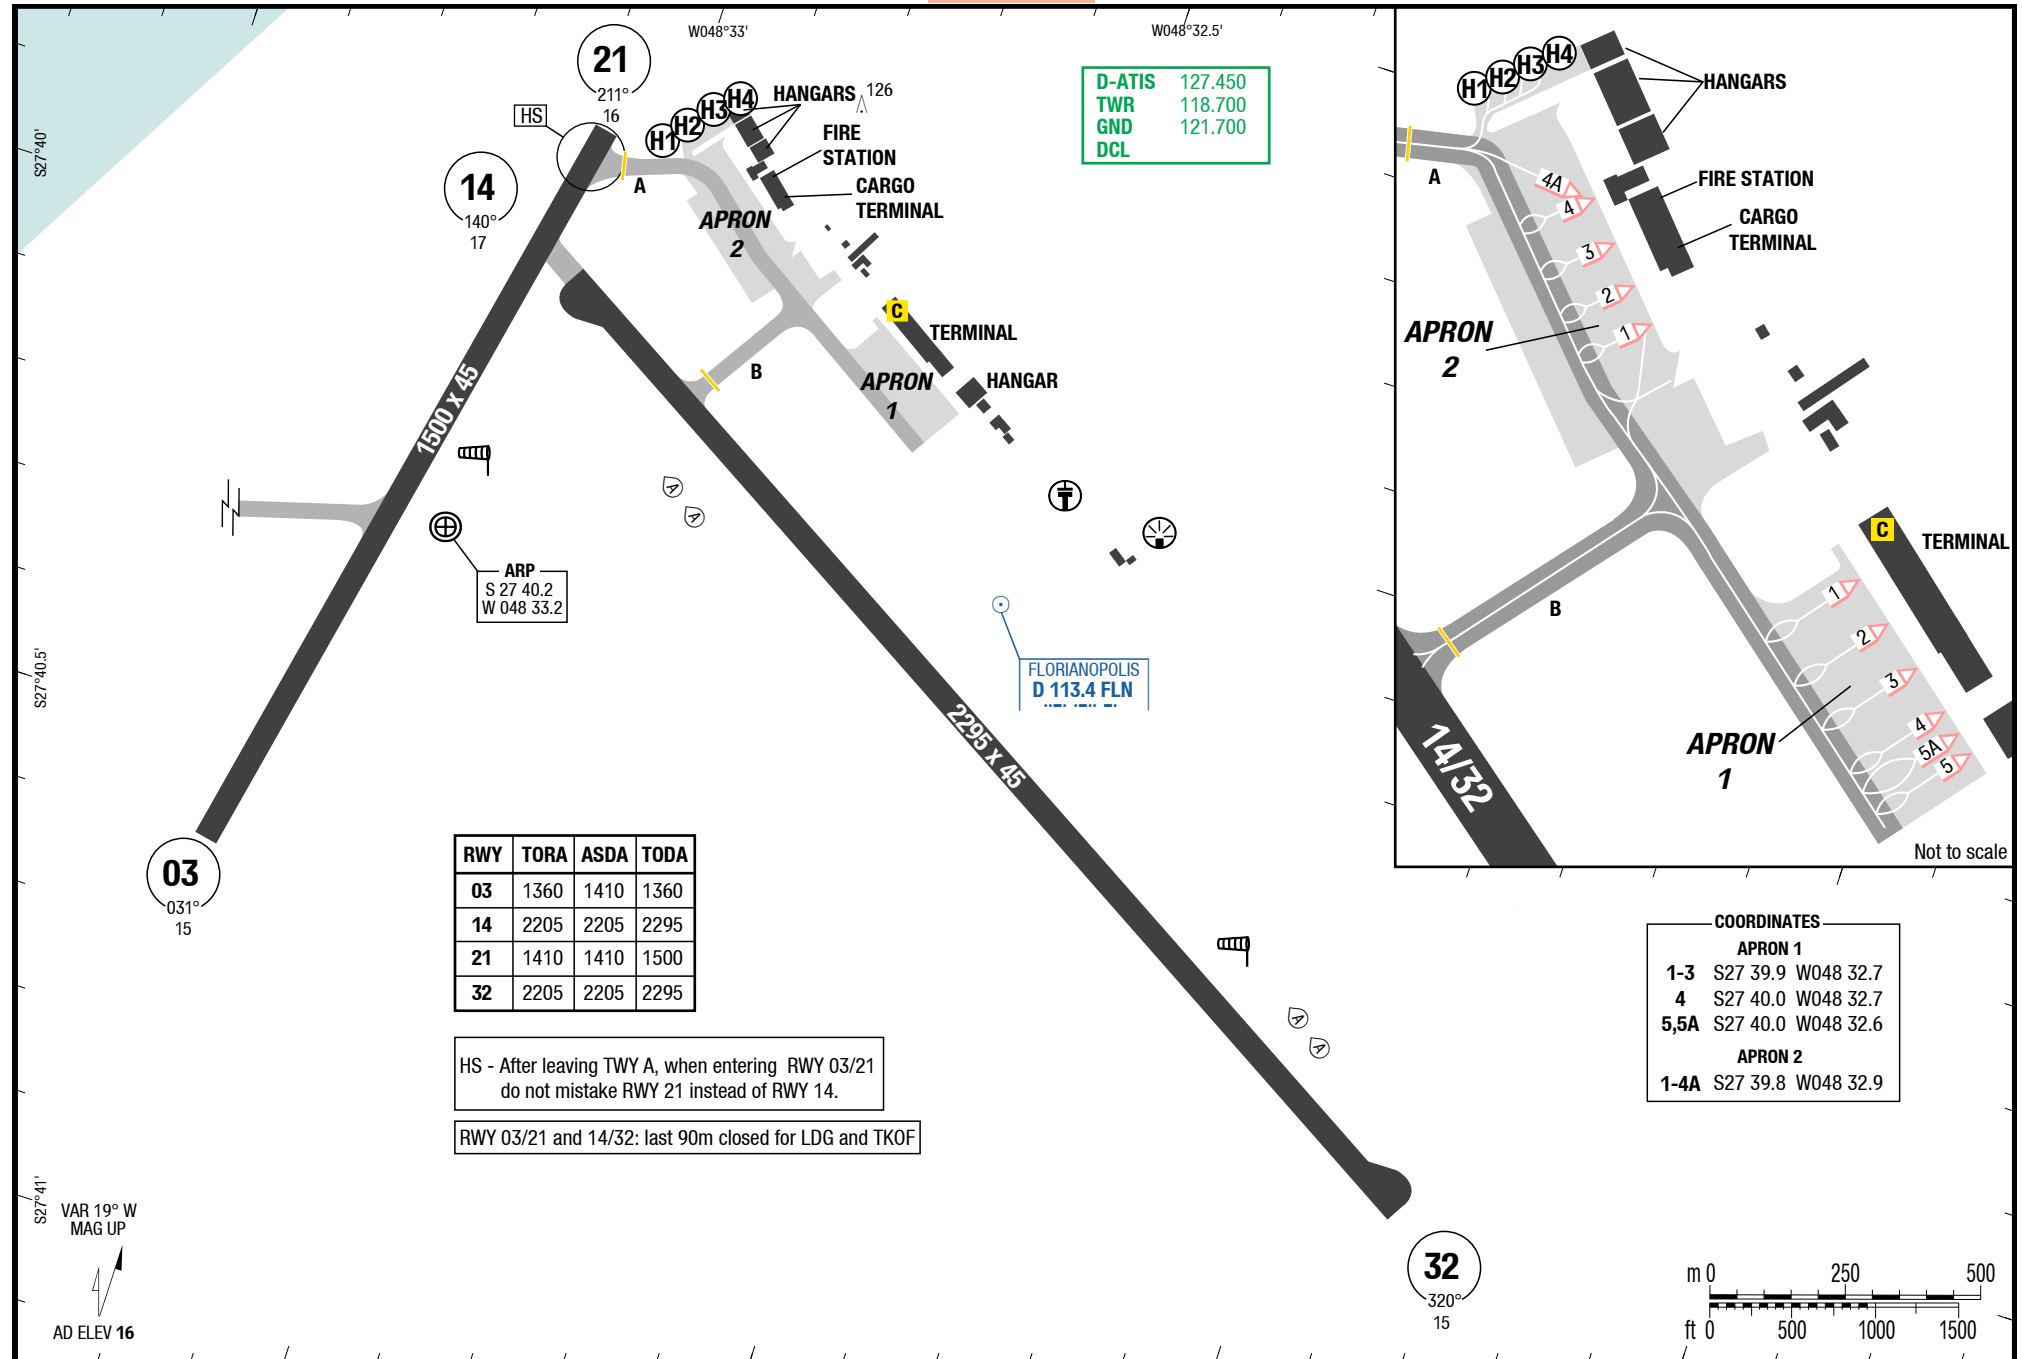 W048°33'
W048°32.5'
S27°40'
S27°40.5'
S27°41'
21
211°
16
HS
14
140°
17
H1
H2
H3
H4
HANGARS
126
FIRE
STATION
CARGO
TERMINAL
A
APRON
2
C
TERMINAL
HANGAR
B
APRON
1
D-ATIS 127.450
TWR 118.700
GND 121.700
DCL
1500 x 45
ARP
S 27 40.2
W 048 33.2
A
A
FLORIANOPOLIS
D 113.4 FLN
2295 x 45
03
031°
15
RWY TORA ASDA TODA
03 1360 1410 1360
14 2205 2205 2295
21 1410 1410 1500
32 2205 2205 2295
HS - After leaving TWY A, when entering RWY 03/21
do not mistake RWY 21 instead of RWY 14.
RWY 03/21 and 14/32: last 90m closed for LDG and TKOF
A
A
32
320°
15
VAR 19° W
MAG UP
AD ELEV 16
H1
H2
H3
H4
HANGARS
FIRE STATION
CARGO
TERMINAL
A
4A
4
3
2
1
APRON
2
B
C
TERMINAL
1
2
3
4
5A
5
APRON
1
14/32
Not to scale
COORDINATES
APRON 1
1-3 S27 39.9 W048 32.7
4 S27 40.0 W048 32.7
5,5A S27 40.0 W048 32.6
APRON 2
1-4A S27 39.8 W048 32.9
m 0 250 500
ft 0 500 1000 1500